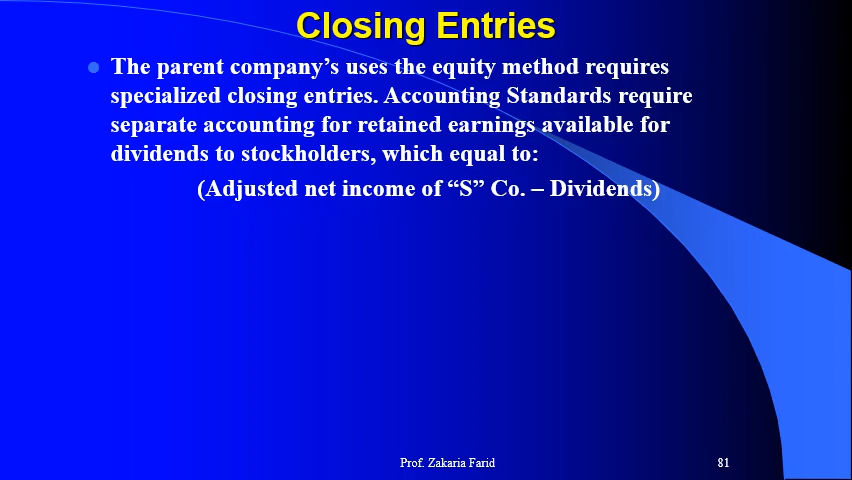 Closing Entries
The parent company’s uses the equity method requires
specialized closing entries. Accounting Standards require
separate accounting for retained earnings available for
dividends to stockholders, which equal to:
(Adjusted net income of “S” Co. – Dividends)
Prof. Zakaria Farid
81